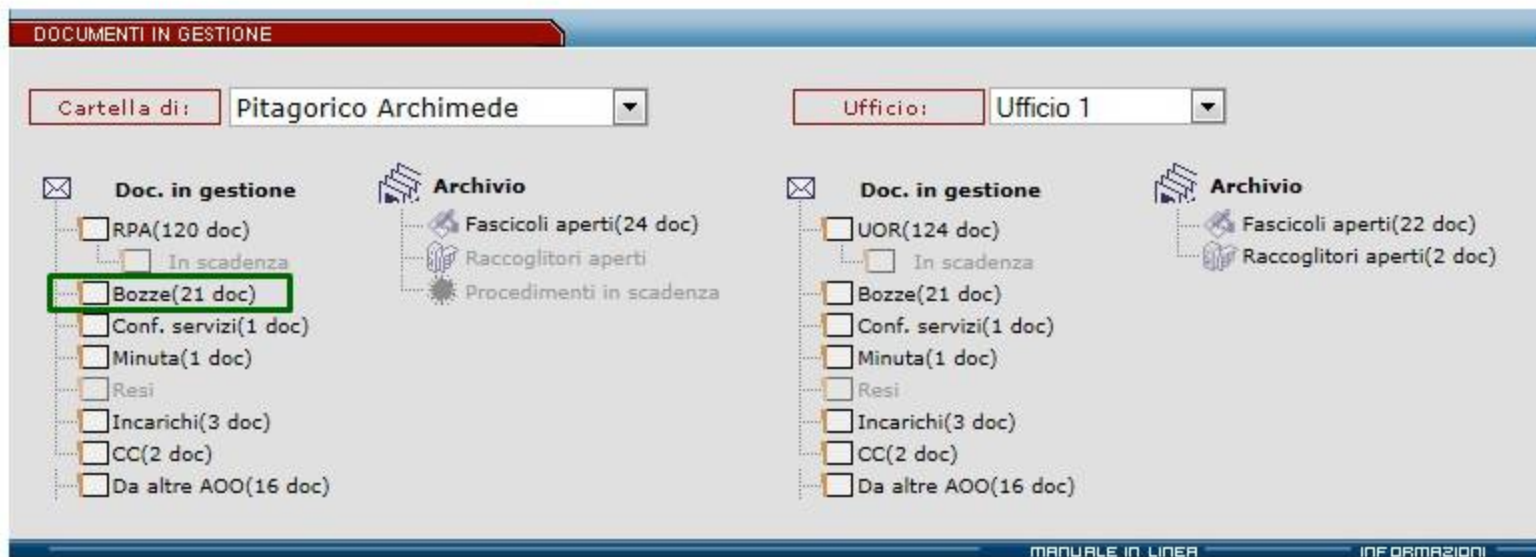 DOCUMENTI IN GESTIONE
Cartella di: Pitagorico Archimede
Doc. in gestione
RPA(120 doc)
In scadenza
Bozze(21 doc)
Conf. servizi(1 doc)
Minuta(1 doc)
Resi
Incarichi(3 doc)
CC(2 doc)
Da altre AOO(16 doc)
Archivio
Fascicoli aperti(24 doc)
Raccoglitori aperti
Procedimenti in scadenza
Ufficio: Ufficio 1
Doc. in gestione
UOR(124 doc)
In scadenza
Bozze(21 doc)
Conf. servizi(1 doc)
Minuta(1 doc)
Resi
Incarichi(3 doc)
CC(2 doc)
Da altre AOO(16 doc)
Archivio
Fascicoli aperti(22 doc)
Raccoglitori aperti(2 doc)
MANUALE IN LINEA
INFORMAZIONI